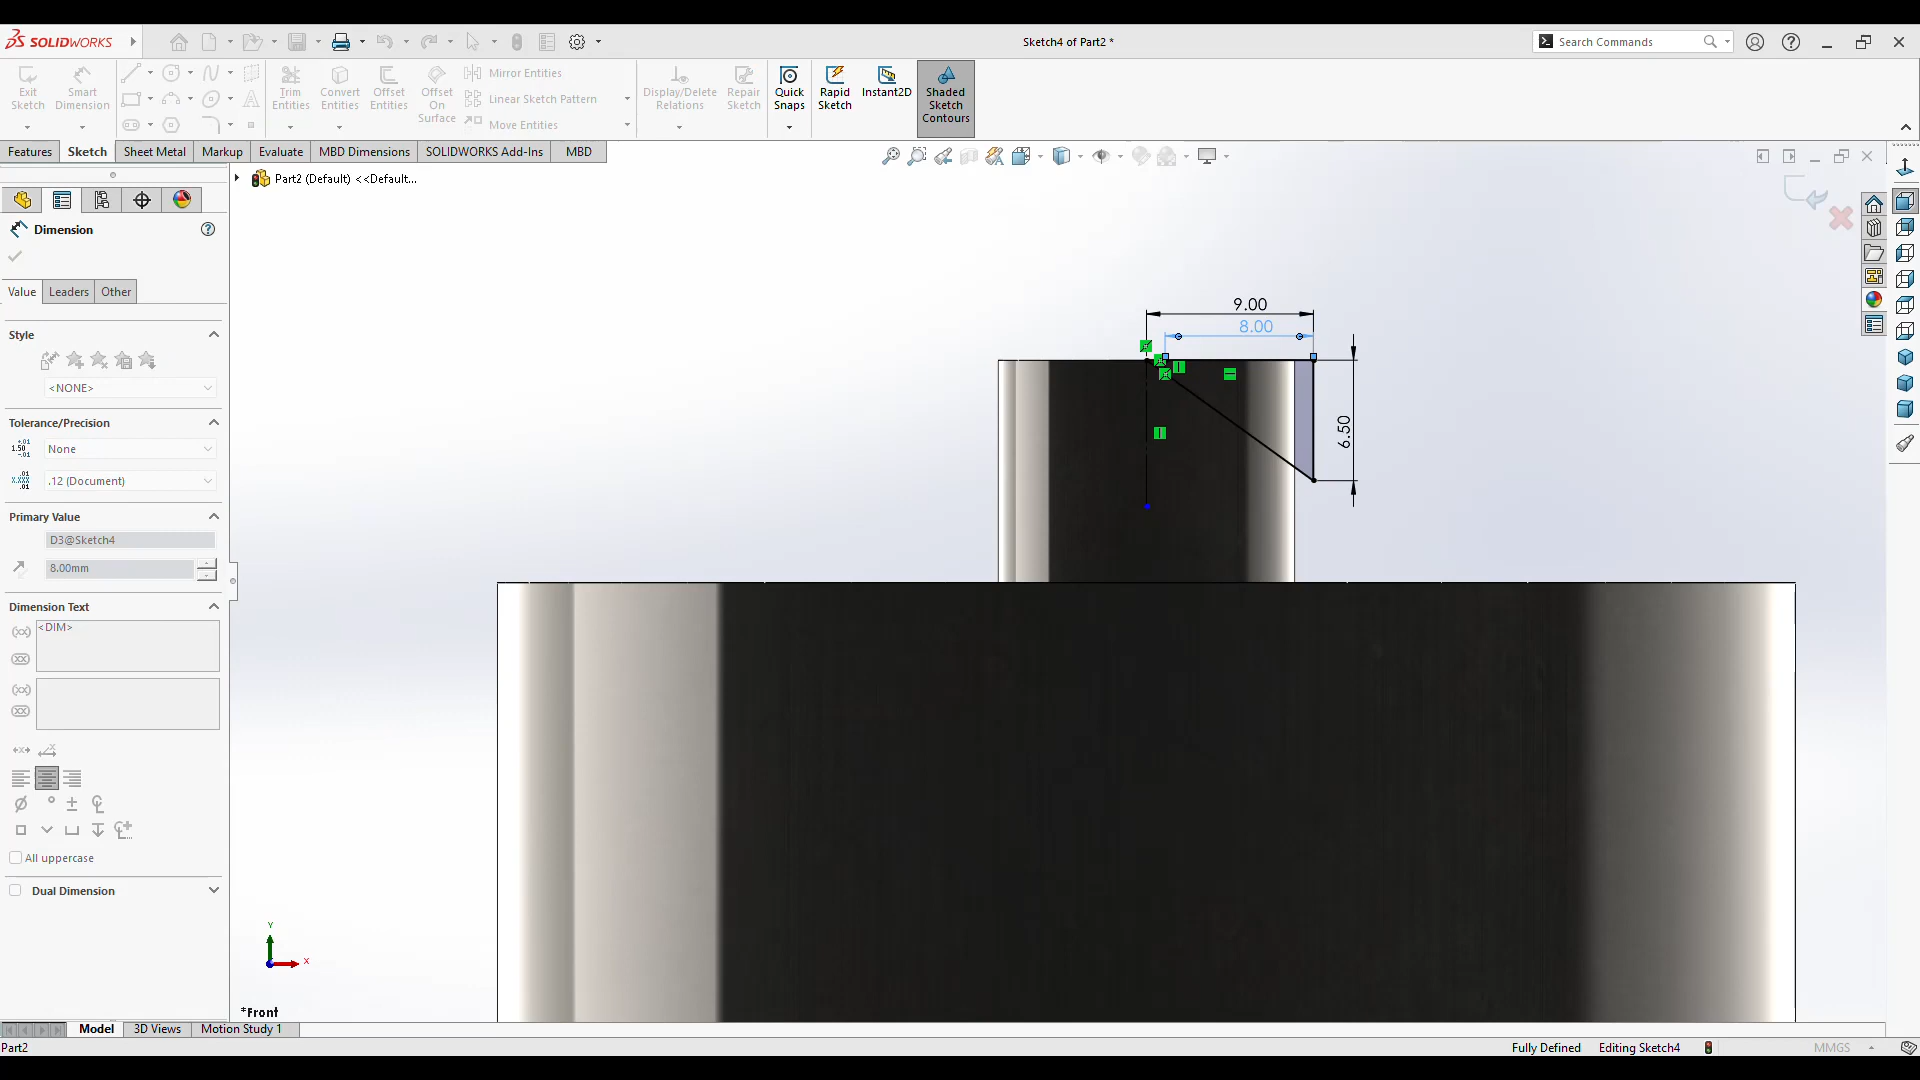 SOLIDWORKS
Sketch4 of Part2 *
Search Commands
Exit Sketch
Smart Dimension
Trim Entities
Convert Entities
Offset Entities
Offset On Surface
Mirror Entities
Linear Sketch Pattern
Move Entities
Display/Delete Relations
Repair Sketch
Quick Snaps
Rapid Sketch
Instant2D
Shaded Sketch Contours
Features
Sketch
Sheet Metal
Markup
Evaluate
MBD Dimensions
SOLIDWORKS Add-Ins
MBD
Part2 (Default) <<Default...
Dimension
Value
Leaders
Other
Style
<NONE>
Tolerance/Precision
None
.12 (Document)
Primary Value
D3@Sketch4
8.00mm
Dimension Text
<DIM>
All uppercase
Dual Dimension
9.00
8.00
6.50
Y
X
*Front
Model
3D Views
Motion Study 1
Part2
Fully Defined
Editing Sketch4
MMGS